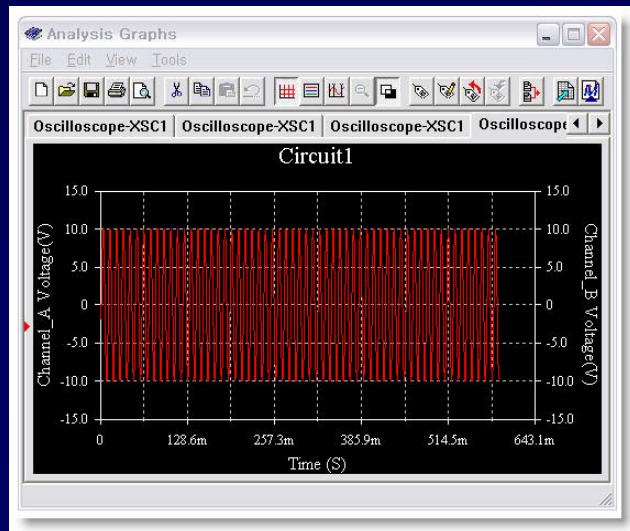 Analysis Graphs
File Edit View Tools
Oscilloscope-XSC1 Oscilloscope-XSC1 Oscilloscope-XSC1 Oscilloscope
Circuit1
Channel_A Voltage(V)
15.0
10.0
5.0
0
-5.0
-10.0
-15.0
15.0
10.0
5.0
0
-5.0
-10.0
-15.0
Channel_B Voltage(V)
0 128.6m 257.3m 385.9m 514.5m 643.1m
Time (S)